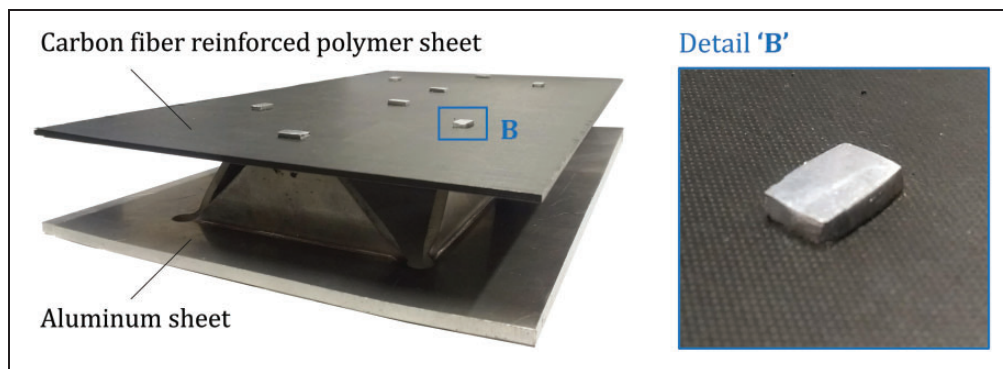 Carbon fiber reinforced polymer sheet
Detail ‘B’
B
Aluminum sheet